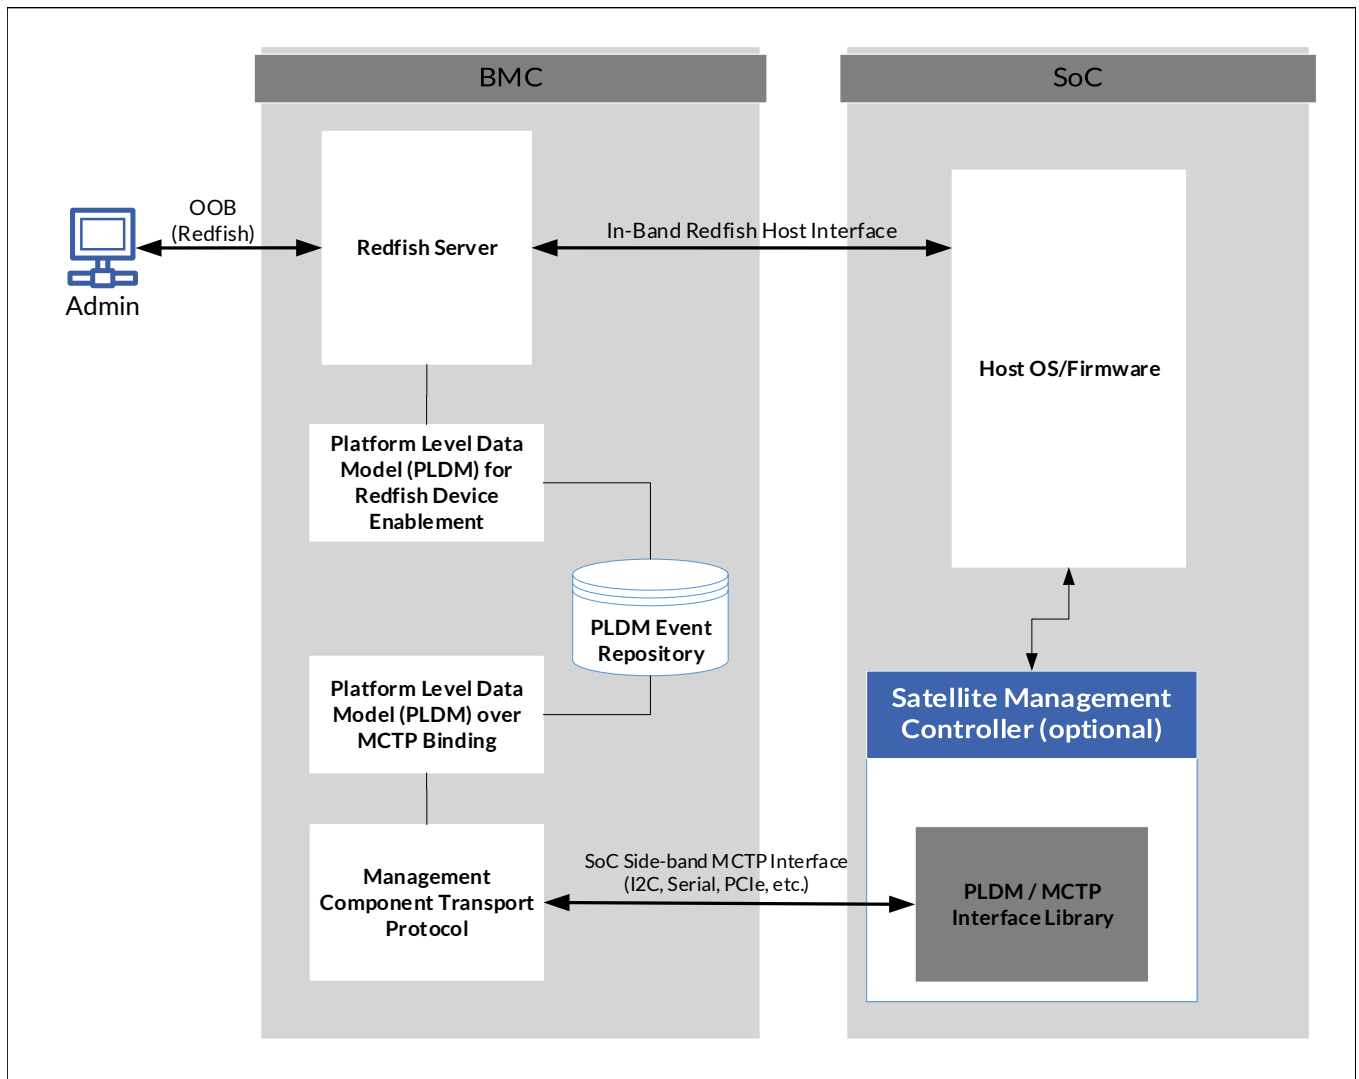 BMC
SoC
OOB
(Redfish)
Admin
Redfish Server
In-Band Redfish Host Interface
Host OS/Firmware
Platform Level Data
Model (PLDM) for
Redfish Device
Enablement
PLDM Event
Repository
Platform Level Data
Model (PLDM) over
MCTP Binding
Satellite Management
Controller (optional)
Management
Component Transport
Protocol
SoC Side-band MCTP Interface
(I2C, Serial, PCIe, etc.)
PLDM / MCTP
Interface Library